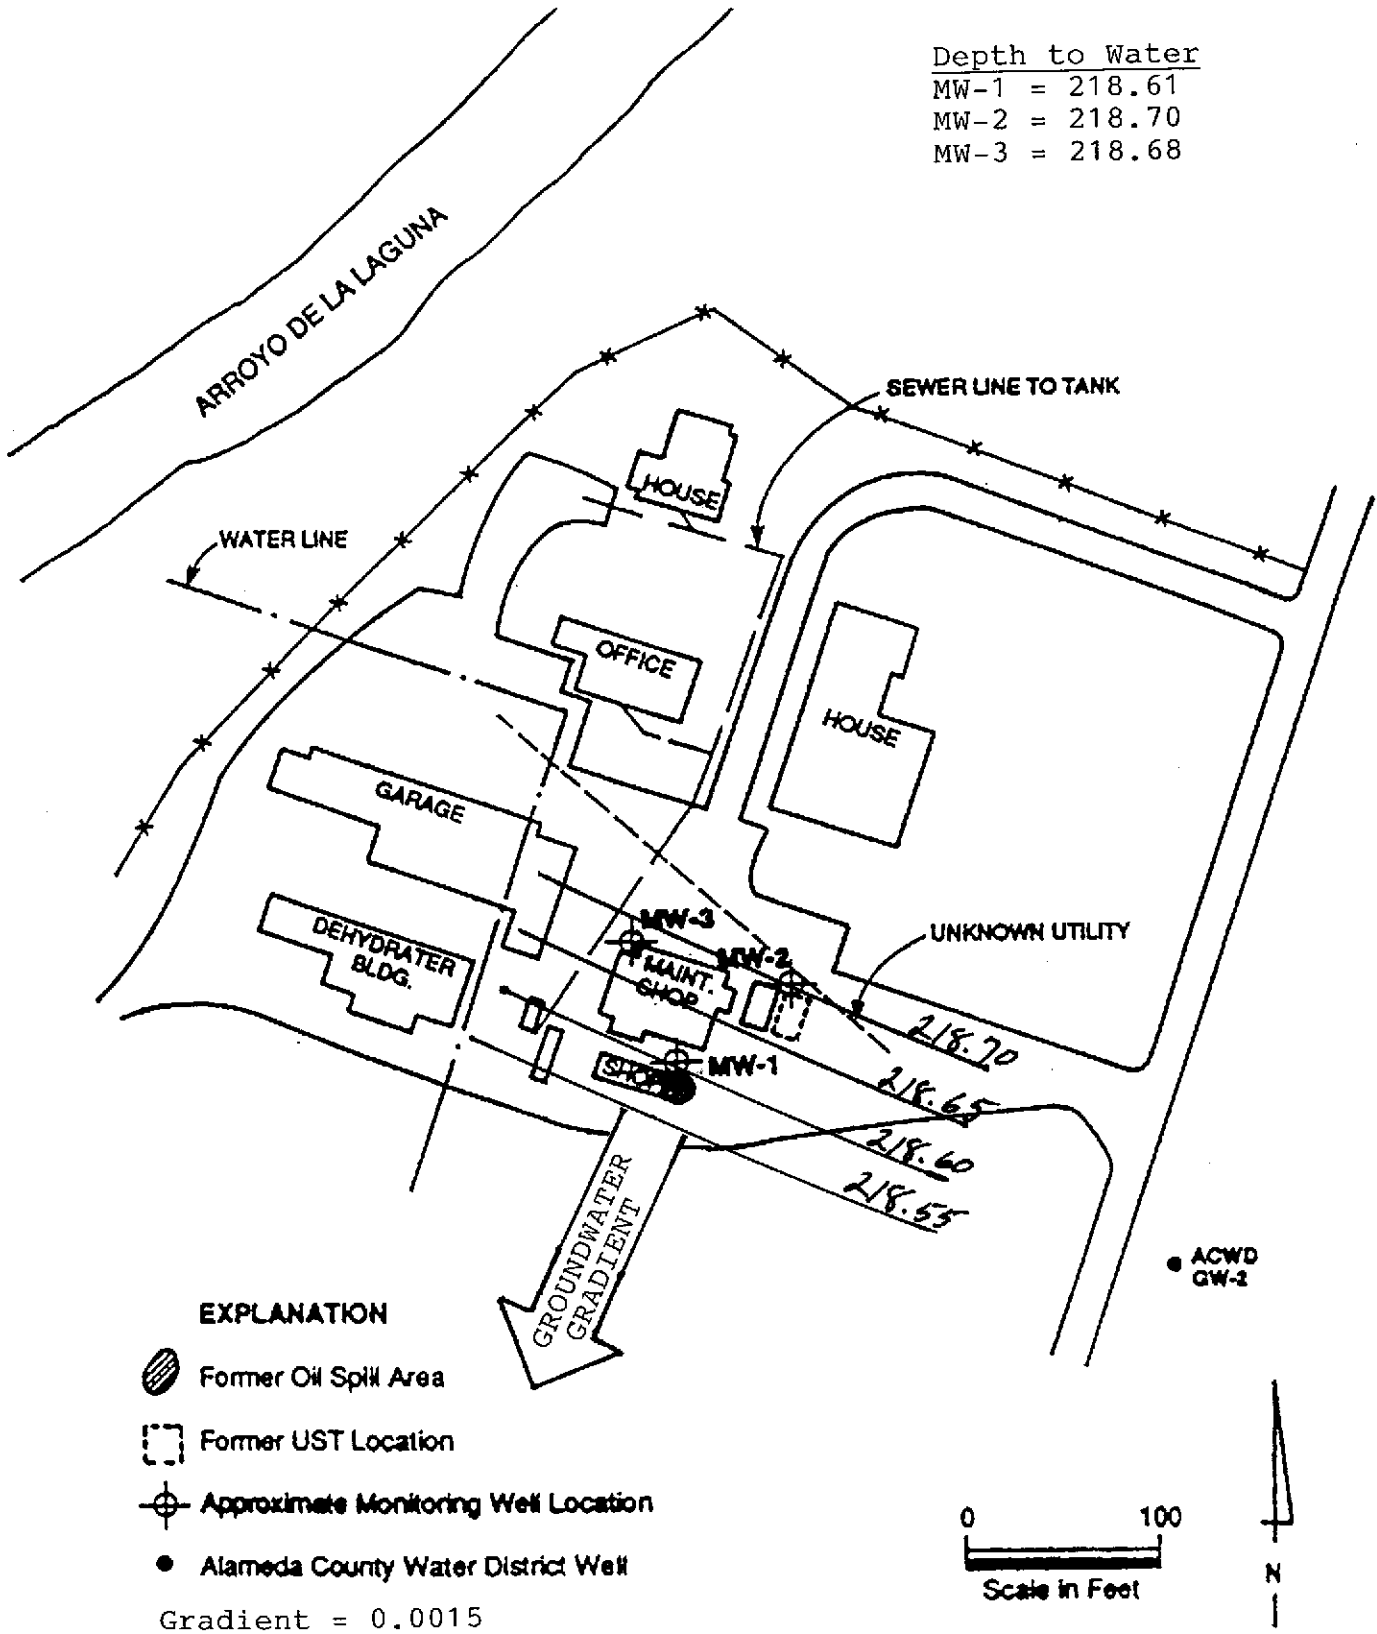 Depth to Water
MW-1 = 218.61
MW-2 = 218.70
MW-3 = 218.68
ARROYO DE LA LAGUNA
SEWER LINE TO TANK
HOUSE
WATER LINE
OFFICE
HOUSE
GARAGE
MW-3
DEHYDRATER
BLDG.
UNKNOWN UTILITY
MW-2
MAINT.
SHOP
218.70
MW-1
SHOP
218.65
218.60
218.55
GROUNDWATER
GRADIENT
ACWD
GW-2
EXPLANATION
Former Oil Spill Area
Former UST Location
Approximate Monitoring Well Location
Alameda County Water District Well
Gradient = 0.0015
0 100
Scale in Feet
N